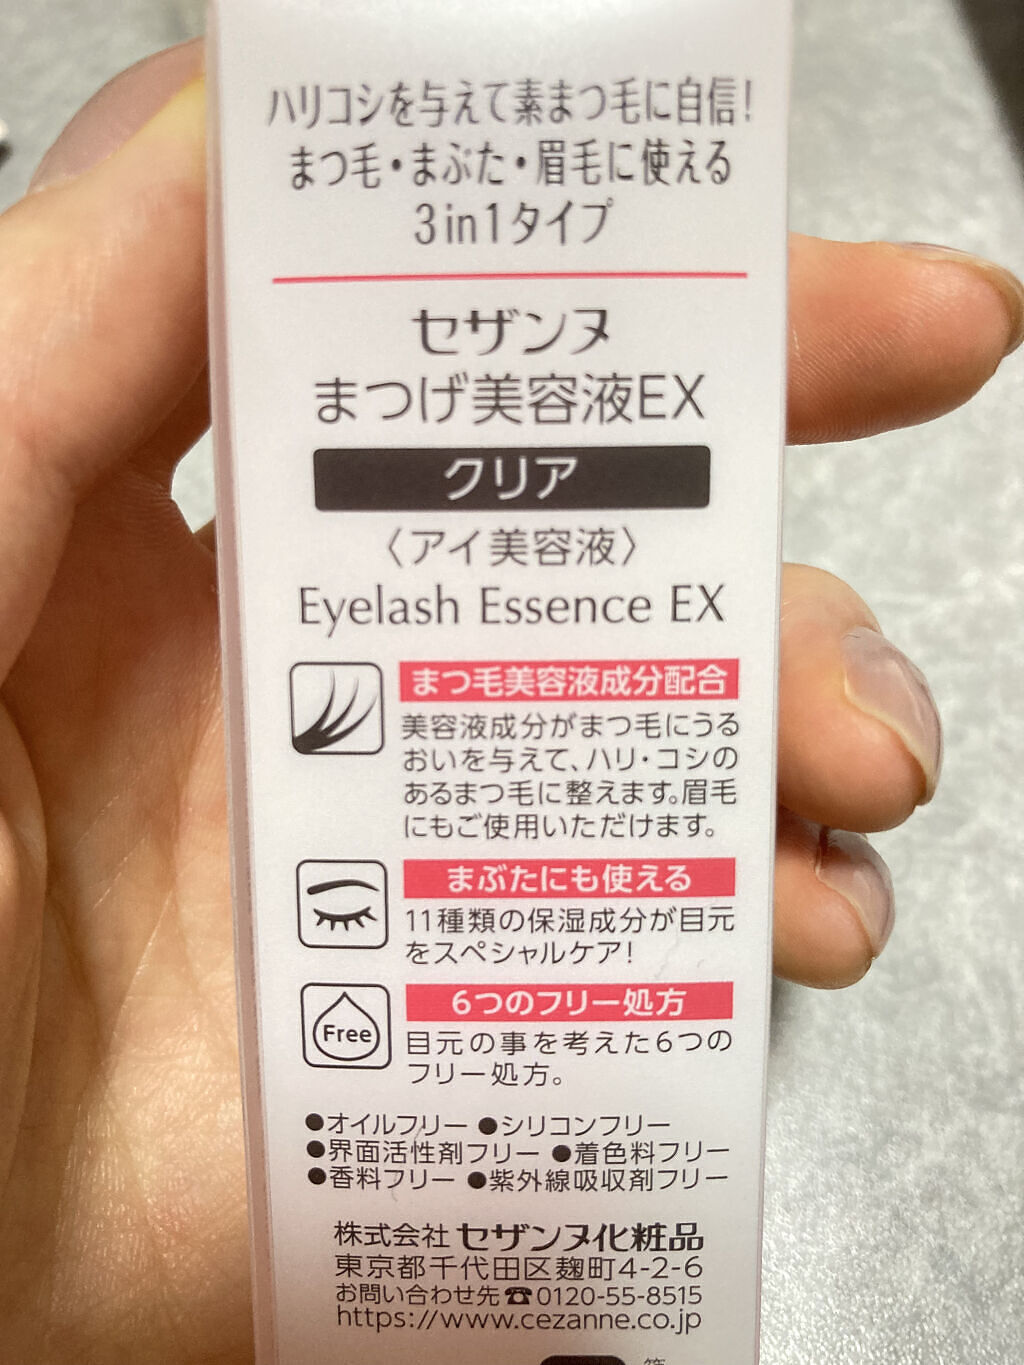 ハリコシを与えて素まつ毛に自信!
まつ毛・まぶた・眉毛に使える
3in1タイプ
セザンヌ
まつげ美容液EX
クリア
〈アイ美容液〉
Eyelash Essence EX
まつ毛美容液成分配合
美容液成分がまつ毛にうる
おいを与えて、ハリ・コシの
あるまつ毛に整えます。眉毛
にもご使用いただけます。
まぶたにも使える
11種類の保湿成分が目元
をスペシャルケア!
6つのフリー処方
Free
目元の事を考えた6つの
フリー処方。
●オイルフリー ●シリコンフリー
●界面活性剤フリー ●着色料フリー
●香料フリー ●紫外線吸収剤フリー
株式会社 セザンヌ化粧品
東京都千代田区麹町4-2-6
お問い合わせ先☎0120-55-8515
https://www.cezanne.co.jp